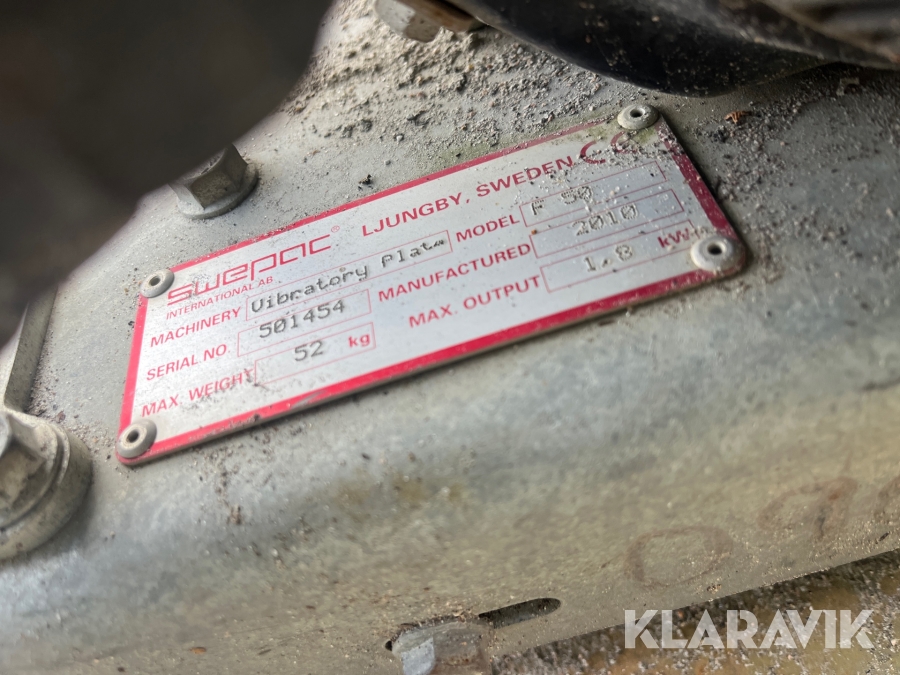 swepac® LJUNGBY, SWEDEN CE
INTERNATIONAL AB
MACHINERY Vibratory Plate MODEL F 50
SERIAL NO. 501454 MANUFACTURED 2010
MAX. WEIGHT 52 kg MAX. OUTPUT 1.8 kW
KLARAVIK